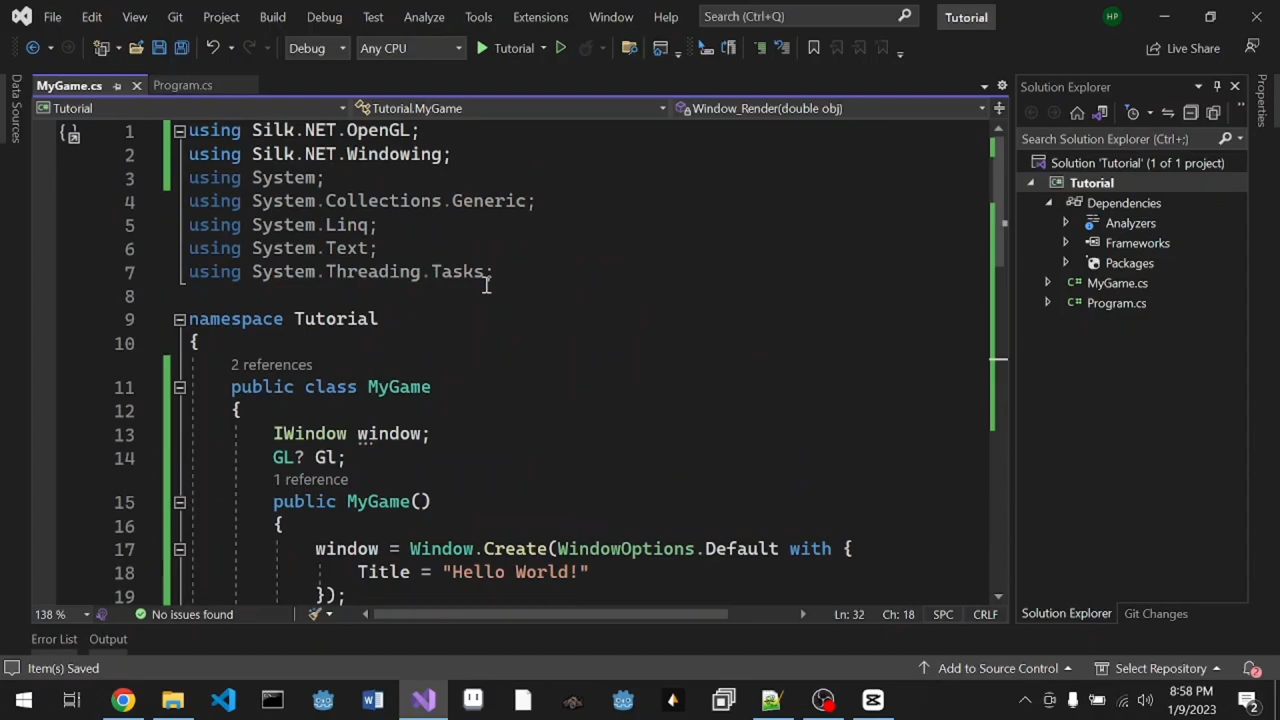 File Edit View Git Project Build Debug Test Analyze Tools Extensions Window Help Search (Ctrl+Q) Tutorial HP
Debug Any CPU Tutorial Live Share
MyGame.cs Program.cs
Tutorial Tutorial.MyGame Window_Render(double obj)
Data Sources
1 using Silk.NET.OpenGL;
2 using Silk.NET.Windowing;
3 using System;
4 using System.Collections.Generic;
5 using System.Linq;
6 using System.Text;
7 using System.Threading.Tasks;
8
9 namespace Tutorial
10 {
2 references
11 public class MyGame
12 {
13 IWindow window;
14 GL? Gl;
1 reference
15 public MyGame()
16 {
17 window = Window.Create(WindowOptions.Default with {
18 Title = "Hello World!"
19 });
138 % No issues found Ln: 32 Ch: 18 SPC CRLF
Solution Explorer
Search Solution Explorer (Ctrl+;)
Solution 'Tutorial' (1 of 1 project)
Tutorial
Dependencies
Analyzers
Frameworks
Packages
MyGame.cs
Program.cs
Solution Explorer Git Changes
Properties
Error List Output
Item(s) Saved Add to Source Control Select Repository 2
8:58 PM
1/9/2023
2